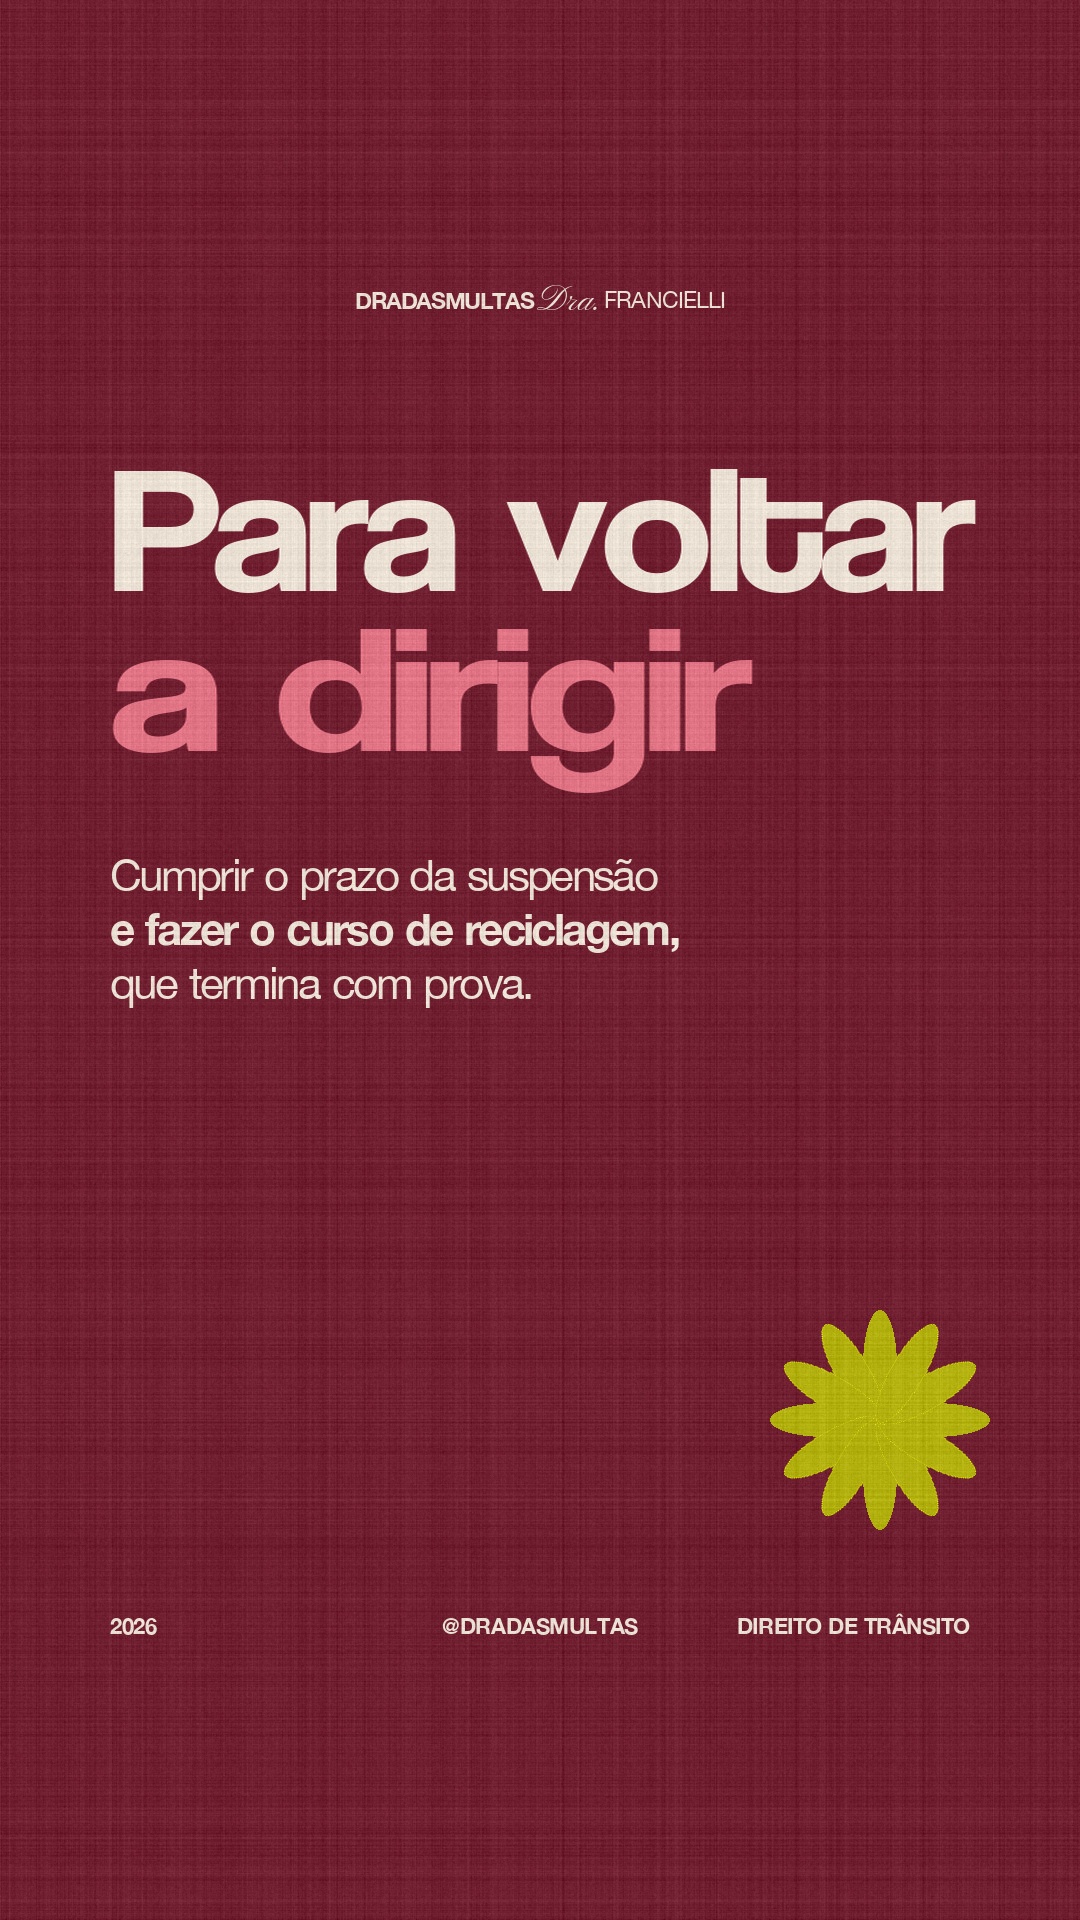 DRADASMULTAS Dra. FRANCIELLI
Para voltar
a dirigir
Cumprir o prazo da suspensão
e fazer o curso de reciclagem,
que termina com prova.
2026 @DRADASMULTAS DIREITO DE TRÂNSITO